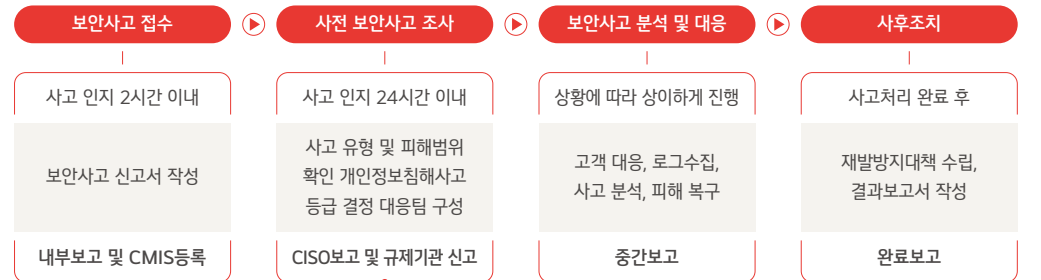 보안사고 접수
사전 보안사고 조사
보안사고 분석 및 대응
사후조치
사고 인지 2시간 이내
사고 인지 24시간 이내
상황에 따라 상이하게 진행
사고처리 완료 후
보안사고 신고서 작성
사고 유형 및 피해범위
확인 개인정보침해사고
등급 결정 대응팀 구성
고객 대응, 로그수집,
사고 분석, 피해 복구
재발방지대책 수립,
결과보고서 작성
내부보고 및 CMIS등록
CISO보고 및 규제기관 신고
중간보고
완료보고